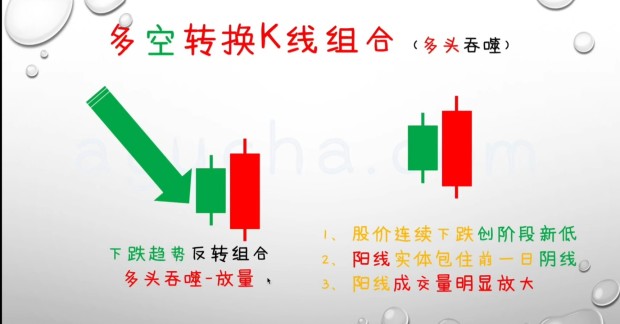 多空转换K线组合（多头吞噬）
下跌趋势反转组合
多头吞噬-放量
1、股价连续下跌创阶段新低
2、阳线实体包住前一日阴线
3、阳线成交量明显放大